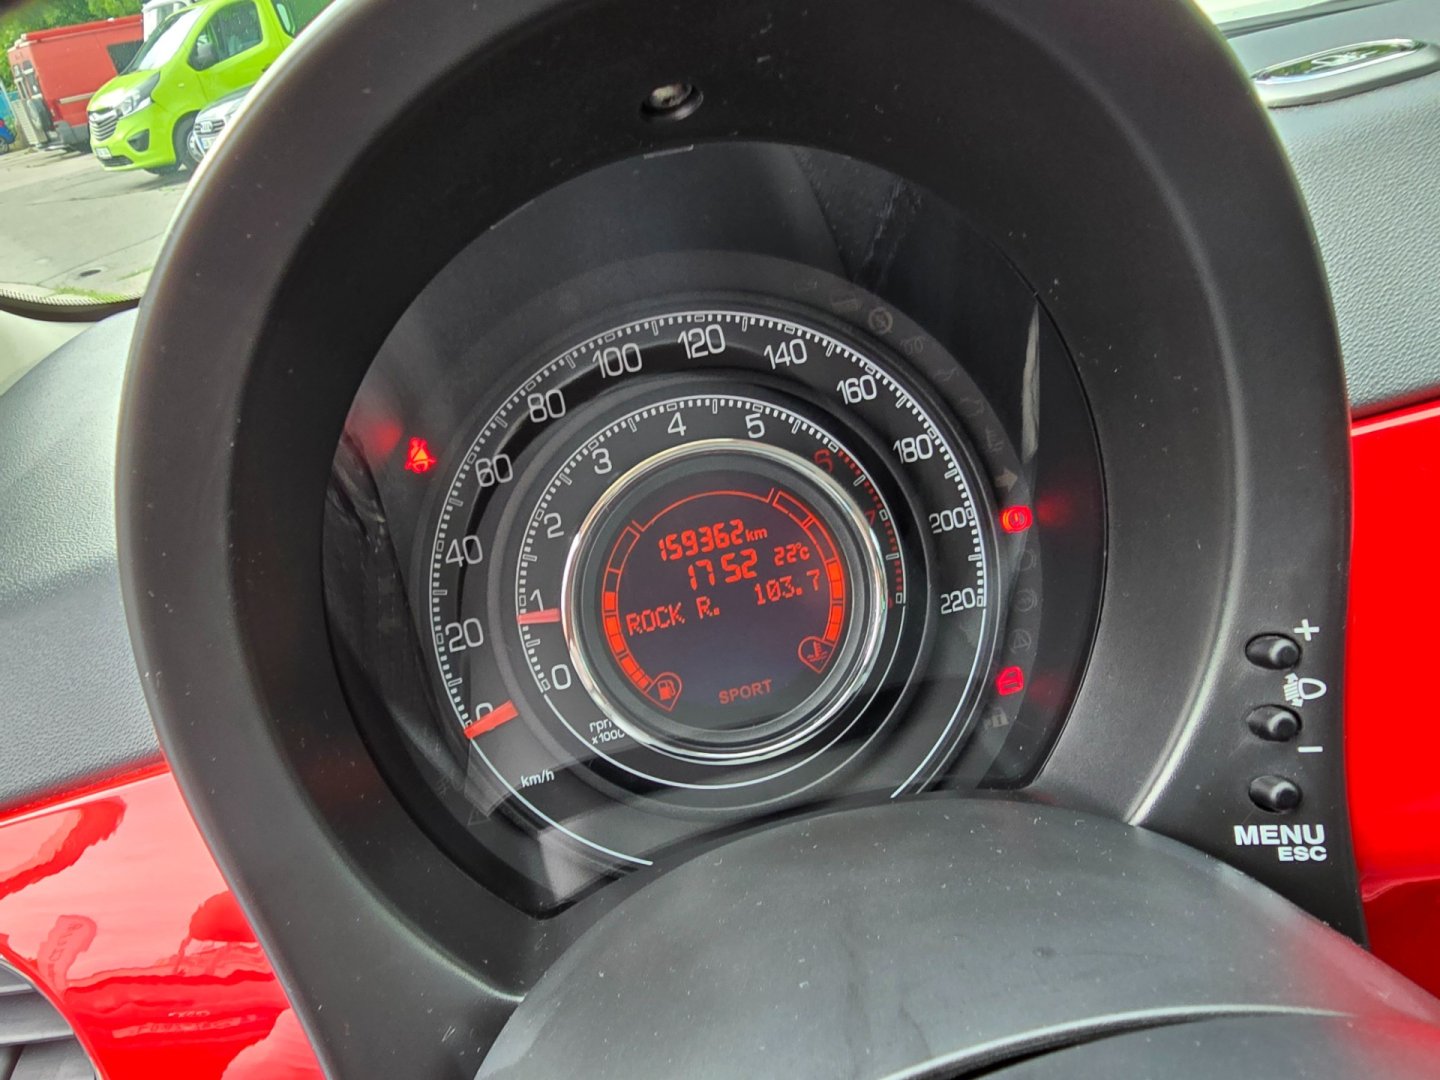 0 20 40 60 80 100 120 140 160 180 200 220
0 1 2 3 4 5 6
159362km
17 52 22°c
ROCK R. 103.7
SPORT
rpm
x1000
km/h
+
-
MENU
ESC